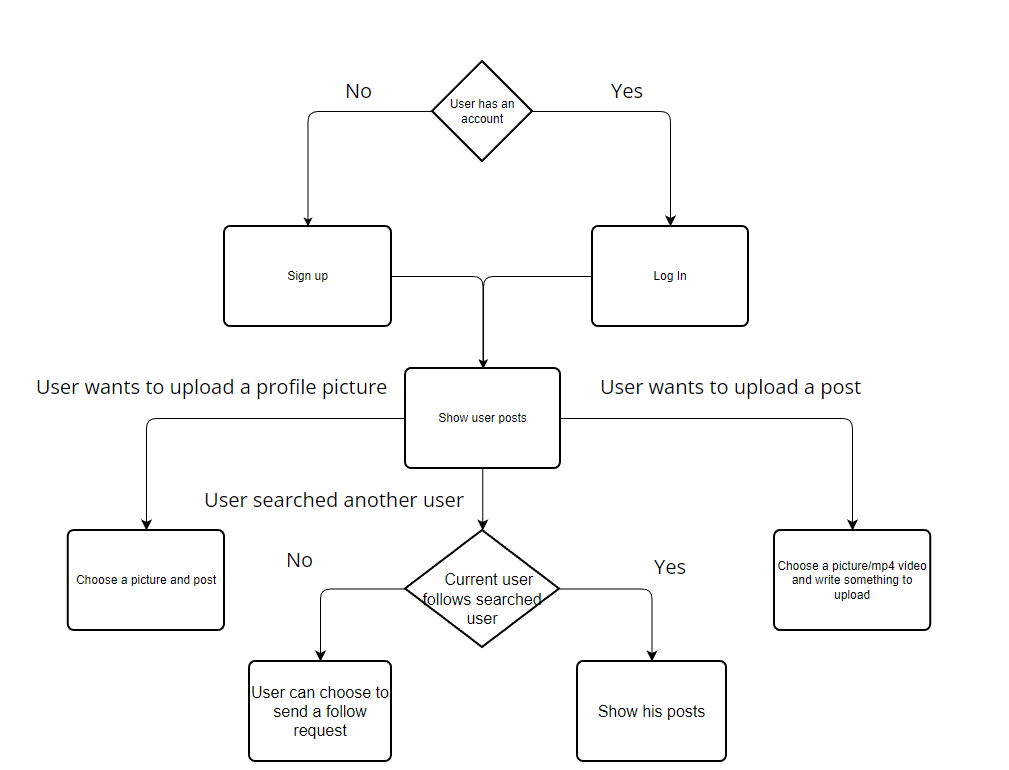 No
Yes
User has an
account
Sign up
Log In
User wants to upload a profile picture
User wants to upload a post
Show user posts
User searched another user
No
Yes
Choose a picture and post
Current user
follows searched
user
Choose a picture/mp4 video
and write something to
upload
User can choose to
send a follow
request
Show his posts